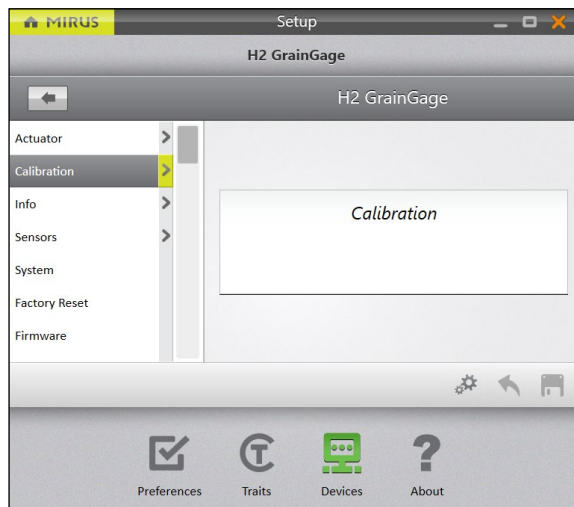 MIRUS Setup
H2 GrainGage
H2 GrainGage
Actuator
Calibration
Info
Sensors
System
Factory Reset
Firmware
Calibration
Preferences Traits Devices About